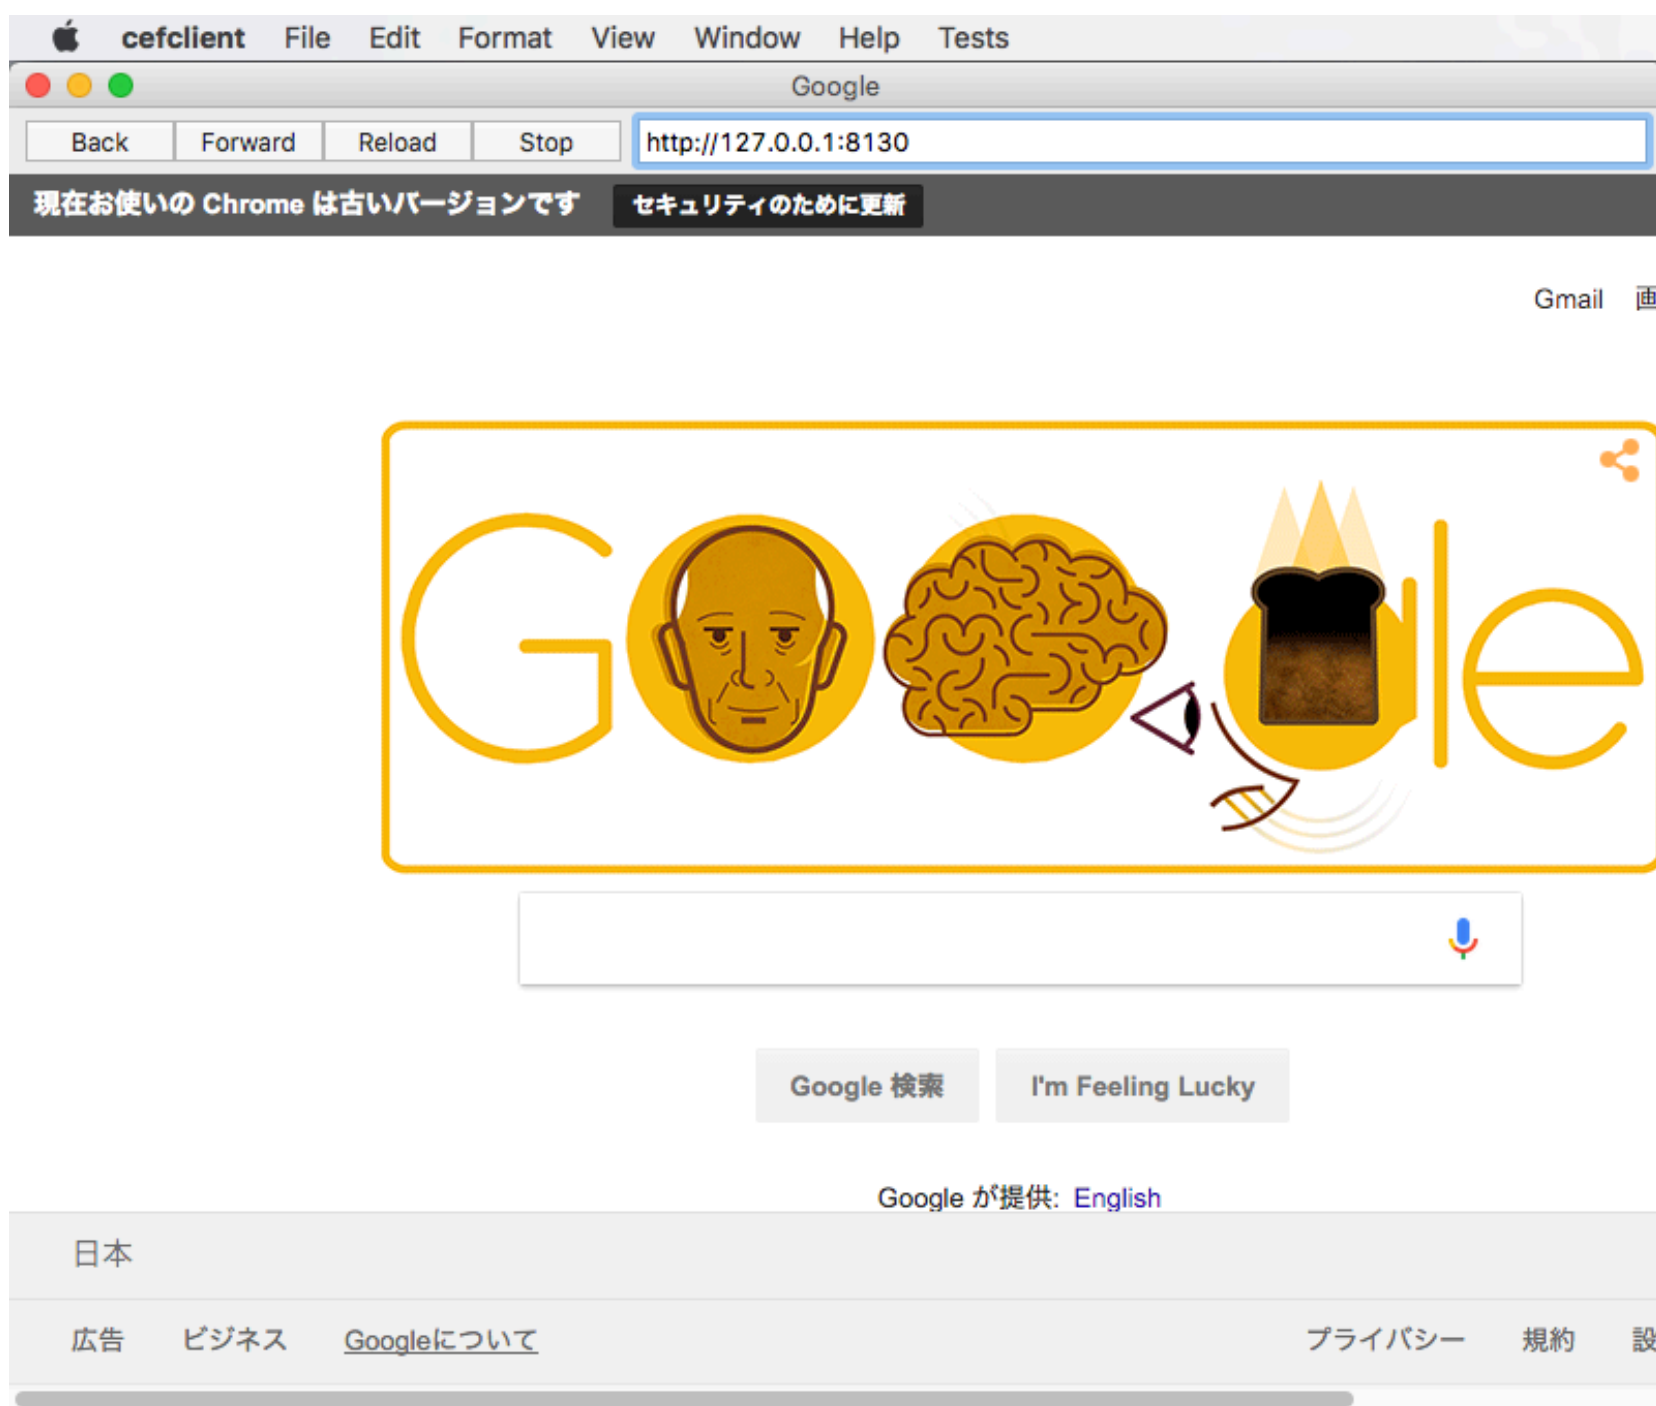 cefclient File Edit Format View Window Help Tests
Google
Back Forward Reload Stop http://127.0.0.1:8130
現在お使いの Chrome は古いバージョンです セキュリティのために更新
Gmail 画
Google
Google 検索 I'm Feeling Lucky
Google が提供: English
日本
広告 ビジネス Googleについて プライバシー 規約 設